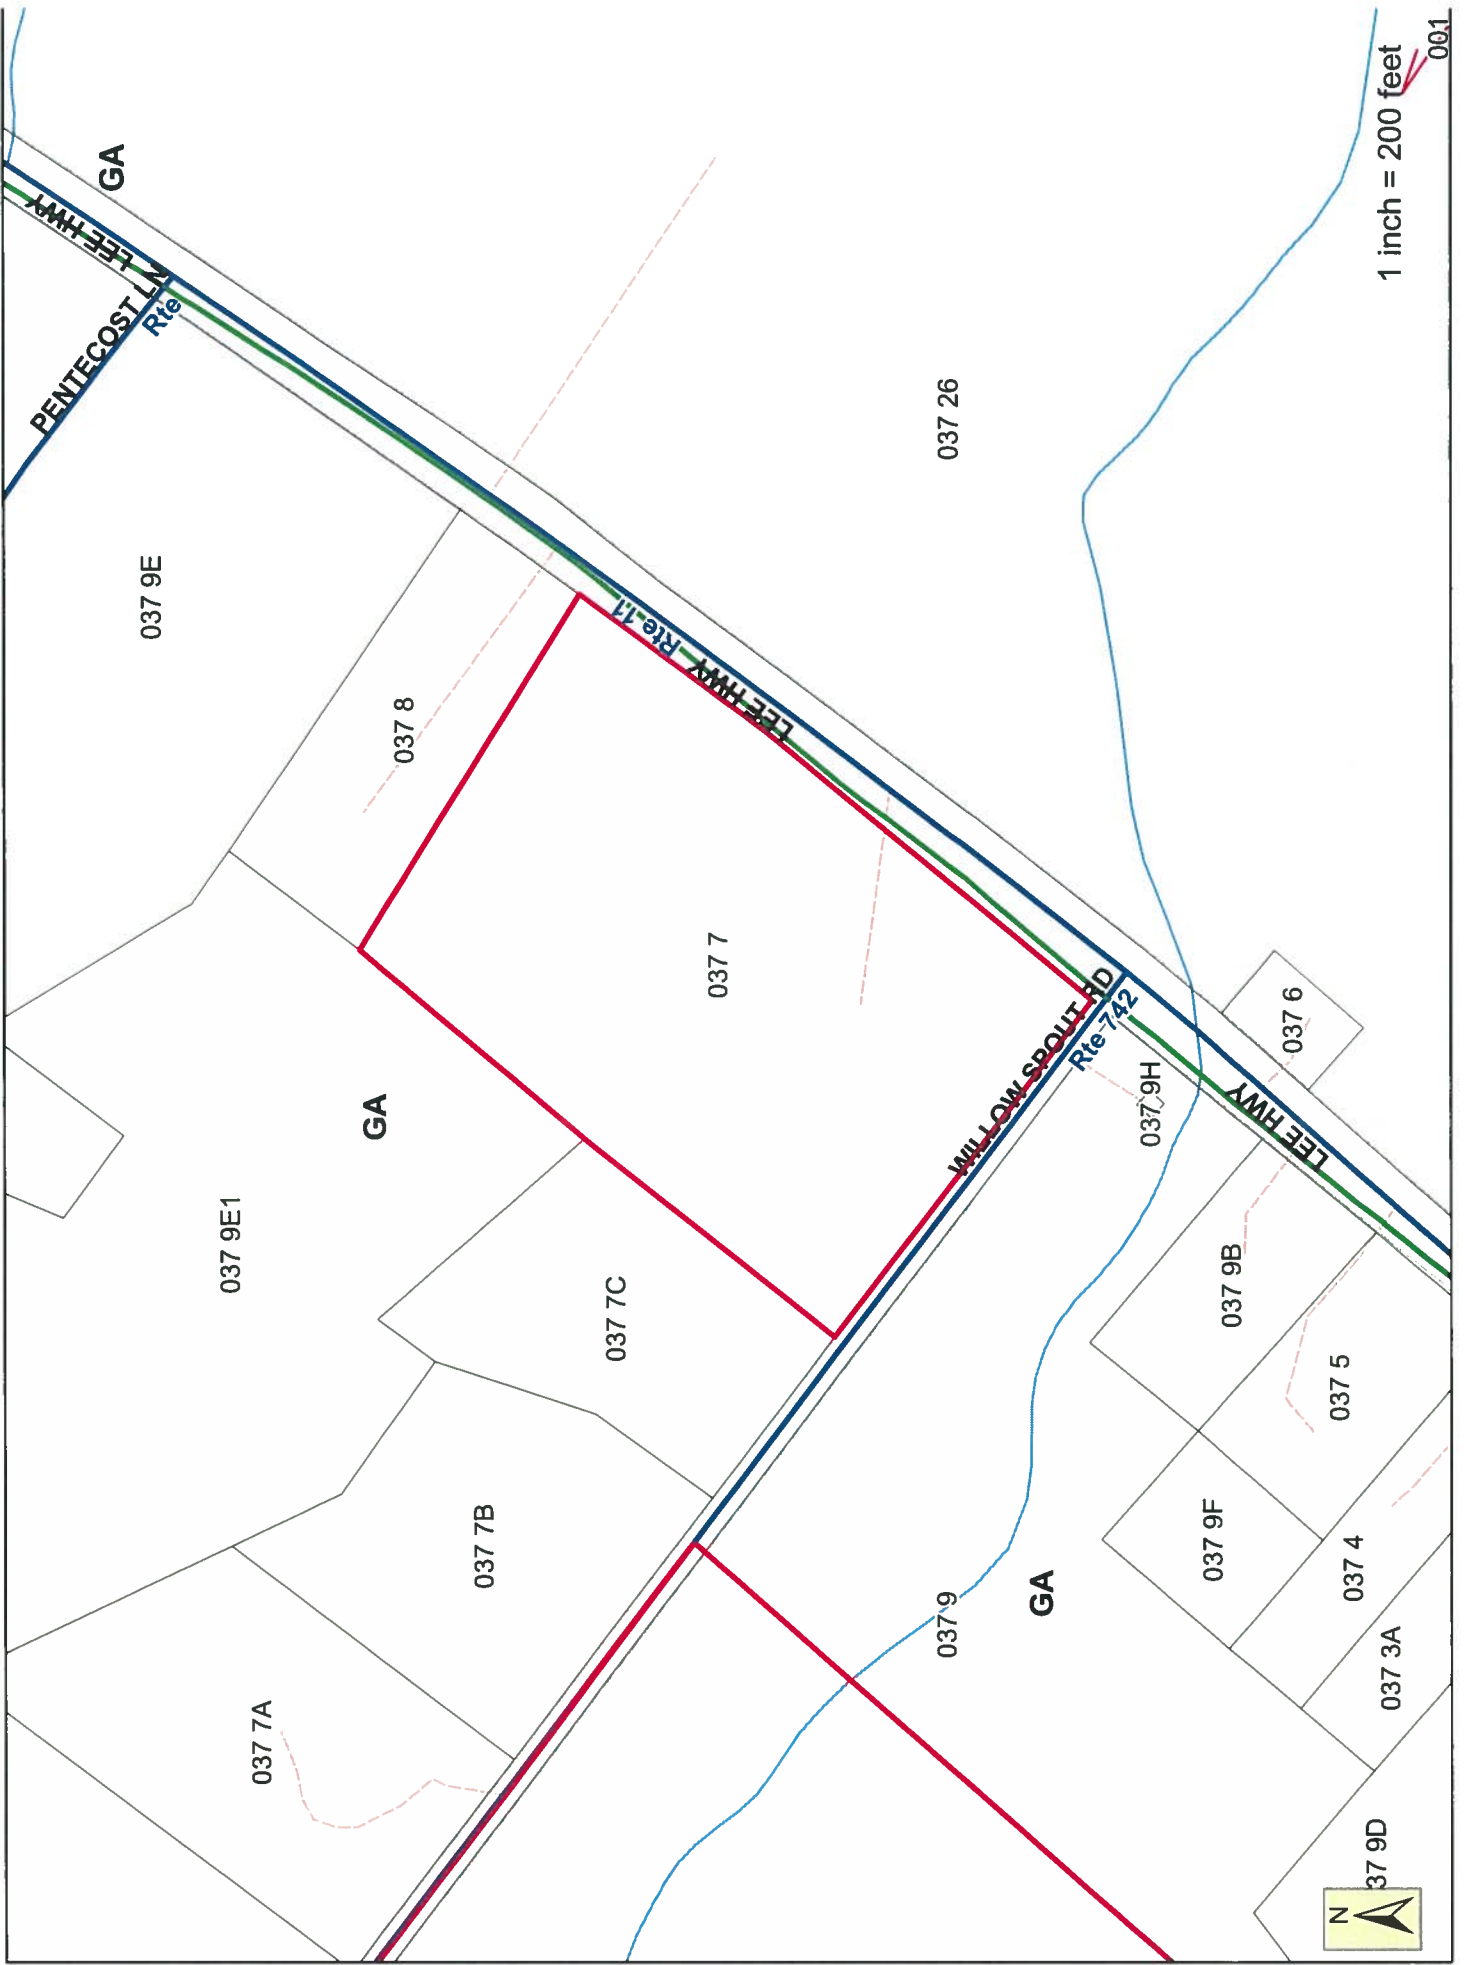 037 7A
037 9E1
GA
037 9E
PENTECOST LN
Rte
LEE HWY
GA
037 7B
037 7C
037 7
037 8
Rte 11
LEE HWY
037 26
037 9
GA
WILLOW SPOUT RD
Rte 742
037 9H
037 6
LEE HWY
037 9B
037 5
037 9F
037 4
037 3A
37 9D
N
1 inch = 200 feet
001